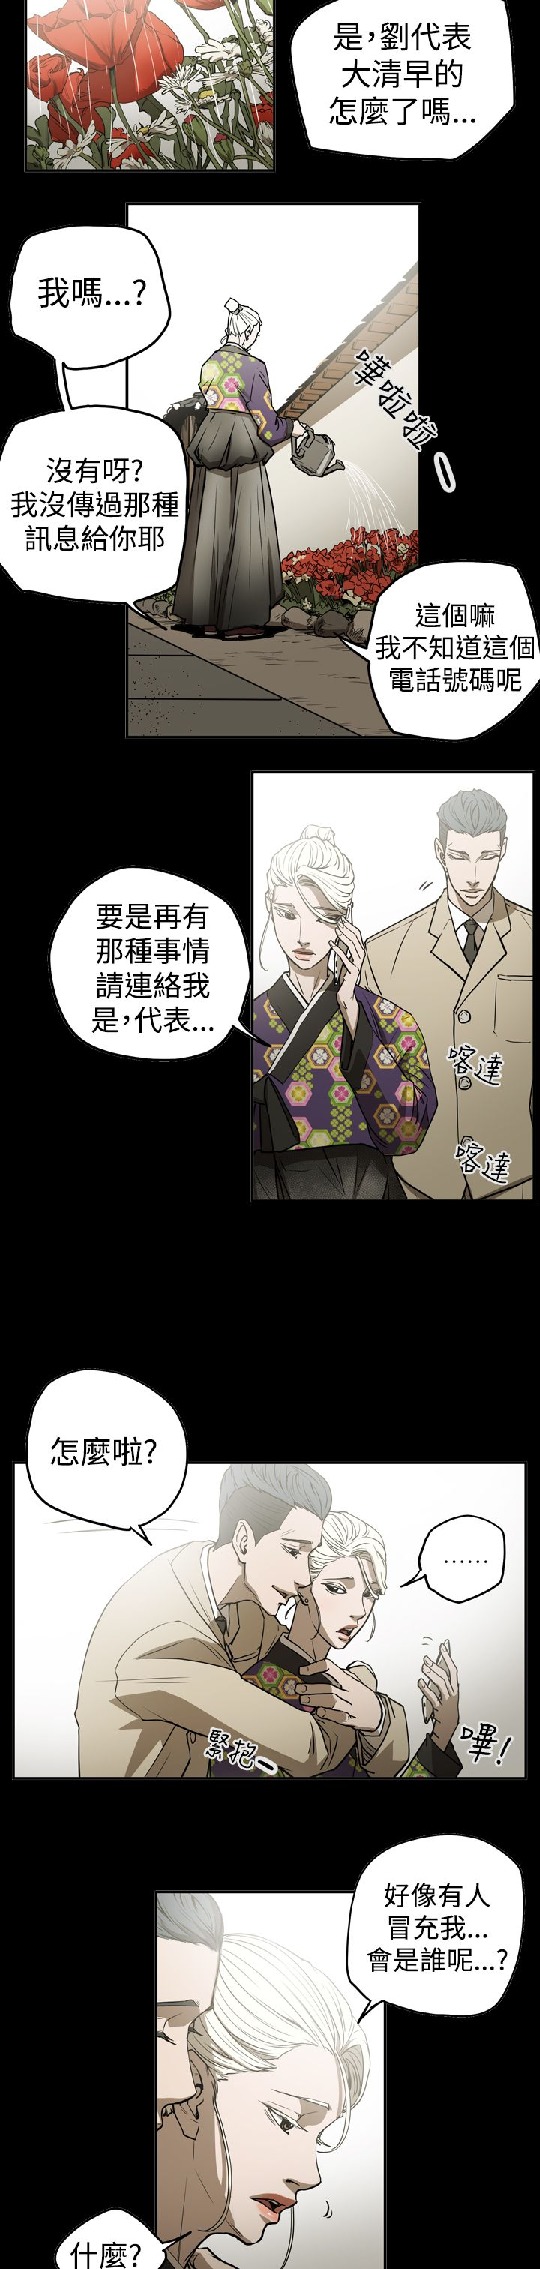 是，劉代表
大清早的
怎麼了嗎…
我嗎…?
嘩啦啦
沒有呀?
我沒傳過那種
訊息給你耶
這個嘛
我不知道這個
電話號碼呢
要是再有
那種事情
請連絡我
是，代表…
喀達
喀達
怎麼啦?
……
緊抱
嗶!
好像有人
冒充我…
會是誰呢…?
什麼?